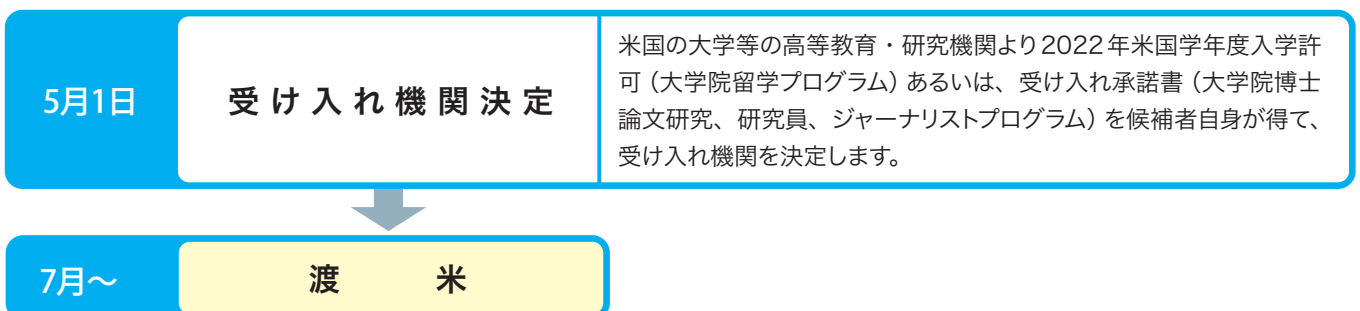 5月1日
受け入れ機関決定
米国の大学等の高等教育・研究機関より2022年米国学年度入学許
可（大学院留学プログラム）あるいは、受け入れ承諾書（大学院博士
論文研究、研究員、ジャーナリストプログラム）を候補者自身が得て、
受け入れ機関を決定します。
7月～
渡　米